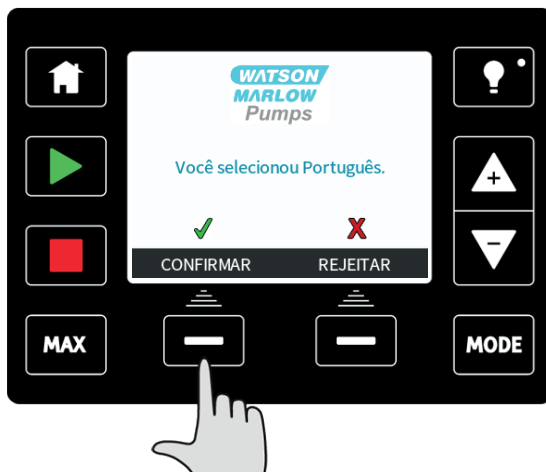 WATSON
MARLOW
Pumps
Você selecionou Português.
CONFIRMAR REJEITAR
MAX
MODE